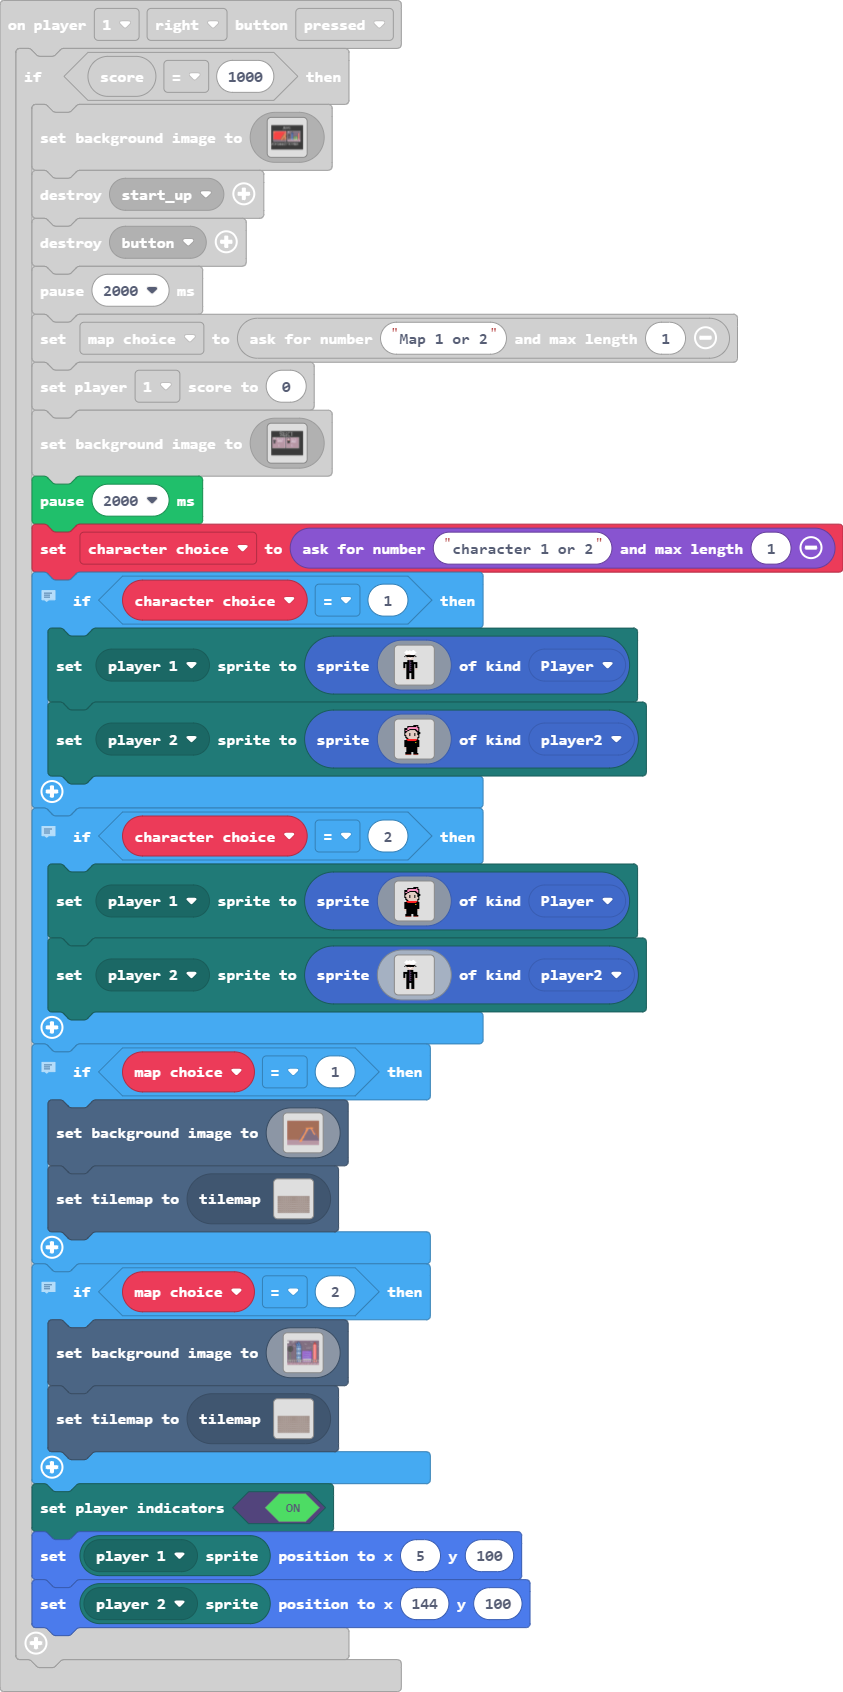 on player 1 right button pressed
if score = 1000 then
set background image to
destroy start_up
destroy button
pause 2000 ms
set map choice to ask for number "Map 1 or 2" and max length 1
set player 1 score to 0
set background image to
pause 2000 ms
set character choice to ask for number "character 1 or 2" and max length 1
if character choice = 1 then
set player 1 sprite to sprite of kind Player
set player 2 sprite to sprite of kind player2
if character choice = 2 then
set player 1 sprite to sprite of kind Player
set player 2 sprite to sprite of kind player2
if map choice = 1 then
set background image to
set tilemap to tilemap
if map choice = 2 then
set background image to
set tilemap to tilemap
set player indicators ON
set player 1 sprite position to x 5 y 100
set player 2 sprite position to x 144 y 100